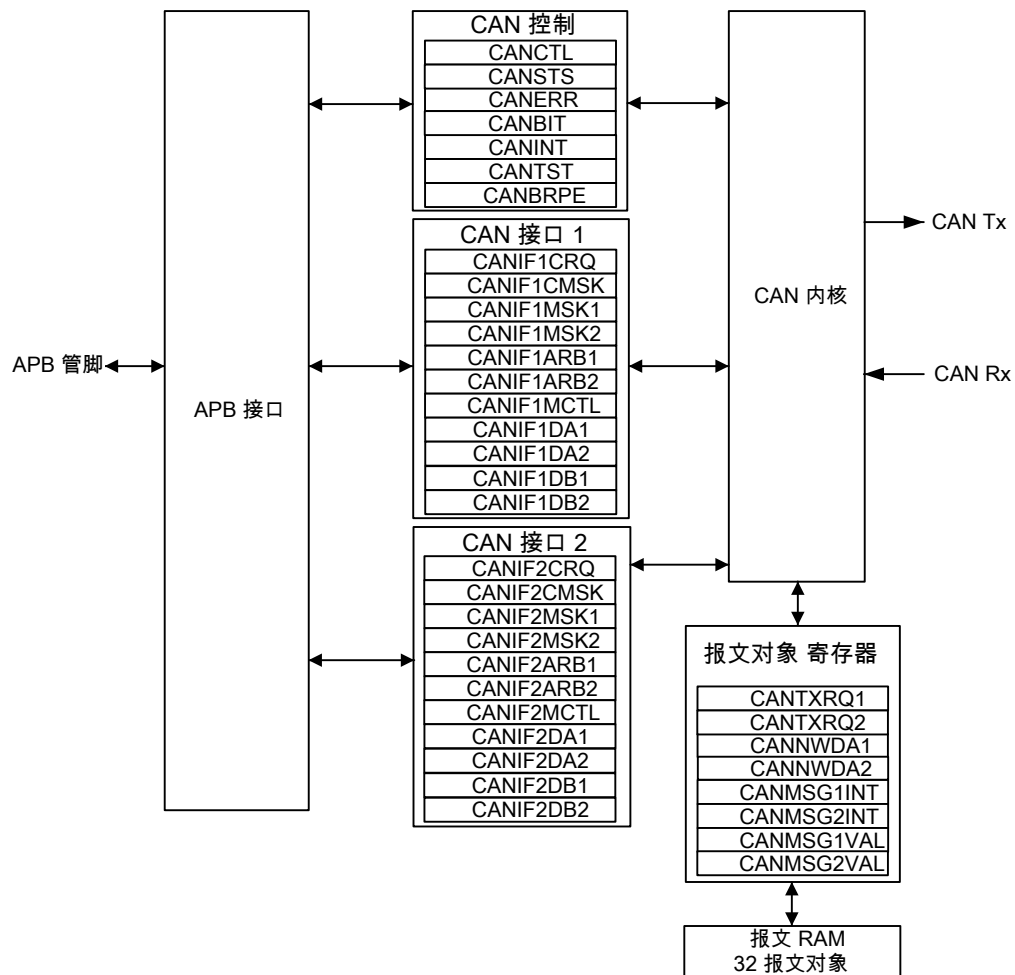 APB 管脚
APB 接口
CAN 控制
CANCTL
CANSTS
CANERR
CANBIT
CANINT
CANTST
CANBRPE
CAN 接口 1
CANIF1CRQ
CANIF1CMSK
CANIF1MSK1
CANIF1MSK2
CANIF1ARB1
CANIF1ARB2
CANIF1MCTL
CANIF1DA1
CANIF1DA2
CANIF1DB1
CANIF1DB2
CAN 接口 2
CANIF2CRQ
CANIF2CMSK
CANIF2MSK1
CANIF2MSK2
CANIF2ARB1
CANIF2ARB2
CANIF2MCTL
CANIF2DA1
CANIF2DA2
CANIF2DB1
CANIF2DB2
CAN 内核
CAN Tx
CAN Rx
报文对象 寄存器
CANTXRQ1
CANTXRQ2
CANNWDA1
CANNWDA2
CANMSG1INT
CANMSG2INT
CANMSG1VAL
CANMSG2VAL
报文 RAM
32 报文对象